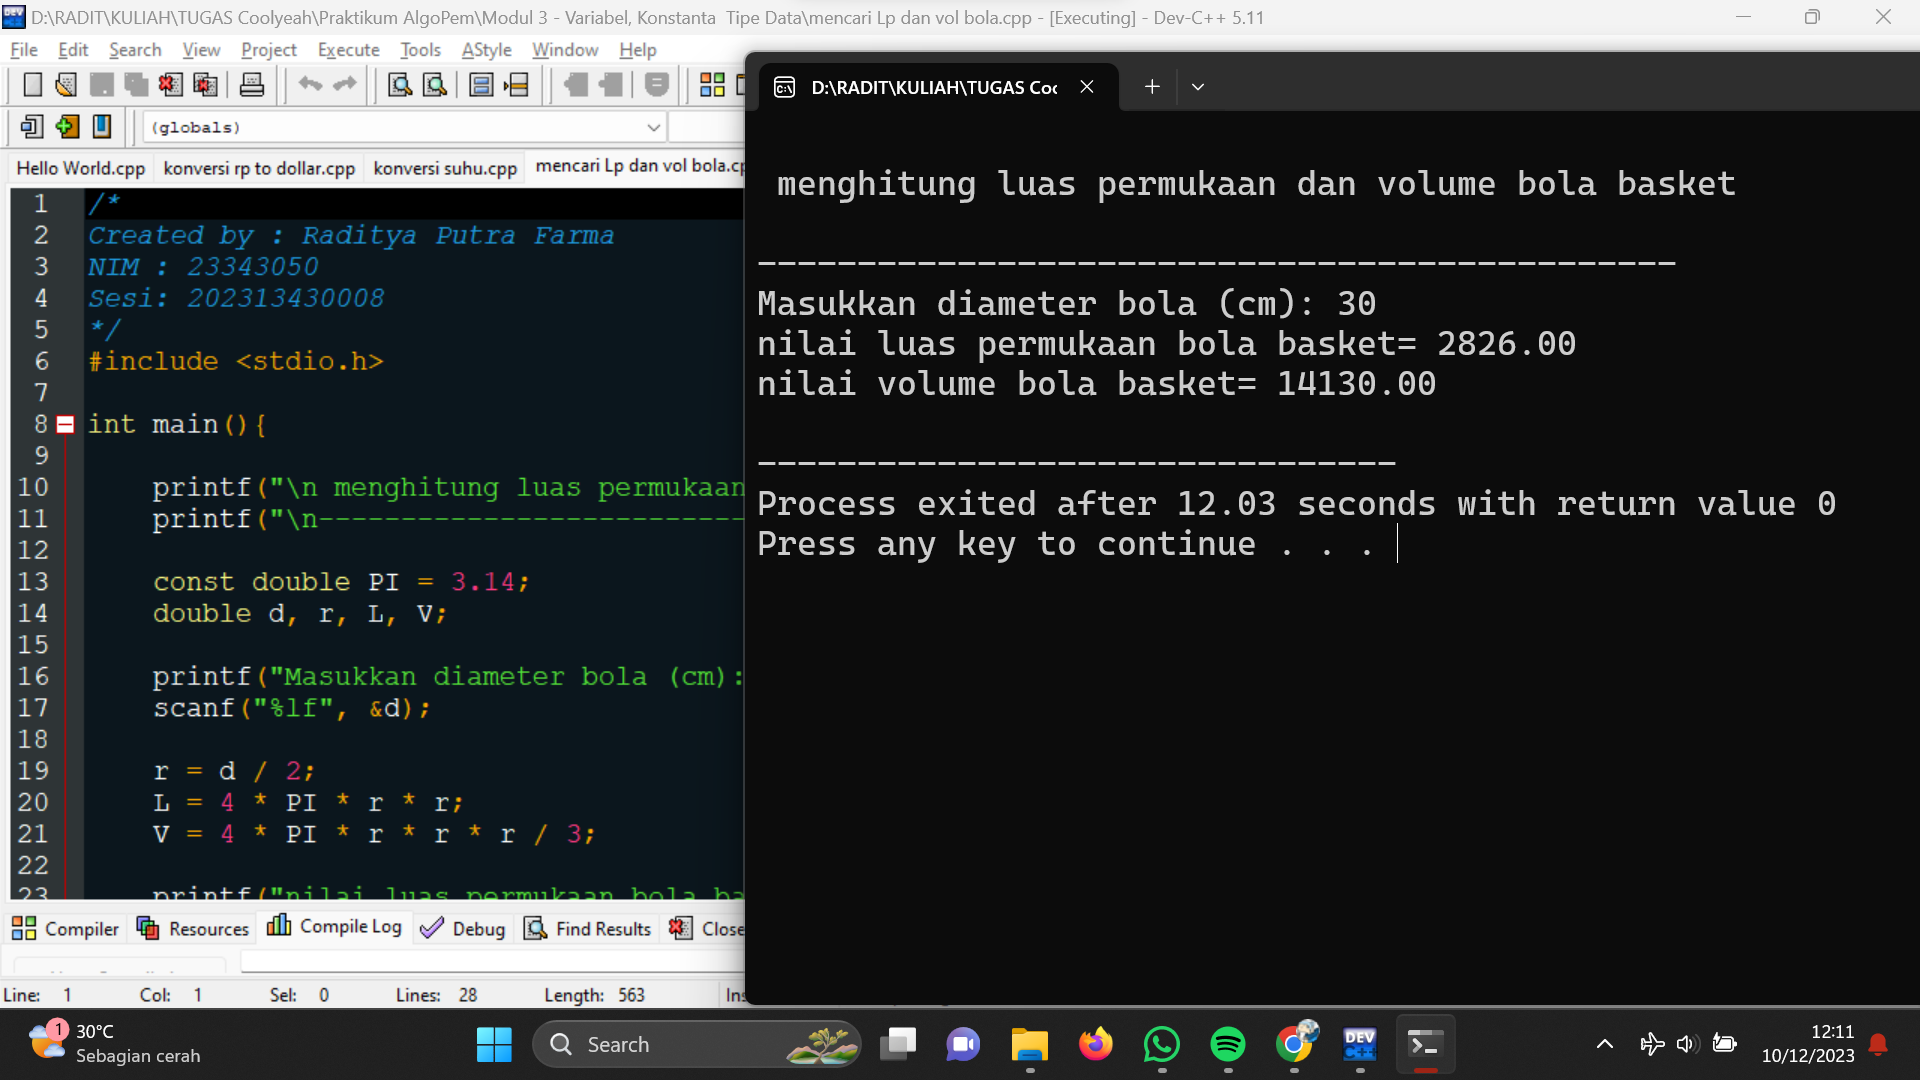 D:\RADIT\KULIAH\TUGAS Coolyeah\Praktikum AlgoPem\Modul 3 - Variabel, Konstanta  Tipe Data\mencari Lp dan vol bola.cpp - [Executing] - Dev-C++ 5.11
File Edit Search View Project Execute Tools AStyle Window Help
(globals)
Hello World.cpp konversi rp to dollar.cpp konversi suhu.cpp mencari Lp dan vol bola.cp
1 /*
2 Created by : Raditya Putra Farma
3 NIM : 23343050
4 Sesi: 202313430008
5 */
6 #include <stdio.h>
7
8 int main(){
9
10 printf("\n menghitung luas permukaan
11 printf("\n--------------------------
12
13 const double PI = 3.14;
14 double d, r, L, V;
15
16 printf("Masukkan diameter bola (cm):
17 scanf("%lf", &d);
18
19 r = d / 2;
20 L = 4 * PI * r * r;
21 V = 4 * PI * r * r * r / 3;
22
23 printf("nilai luas permukaan bola ba
Compiler Resources Compile Log Debug Find Results Close
Line: 1 Col: 1 Sel: 0 Lines: 28 Length: 563 Ins
D:\RADIT\KULIAH\TUGAS Coc
menghitung luas permukaan dan volume bola basket
----------------------------------------------
Masukkan diameter bola (cm): 30
nilai luas permukaan bola basket= 2826.00
nilai volume bola basket= 14130.00
--------------------------------
Process exited after 12.03 seconds with return value 0
Press any key to continue . . .
1
30°C
Sebagian cerah
Search
DEV
C++
12:11
10/12/2023